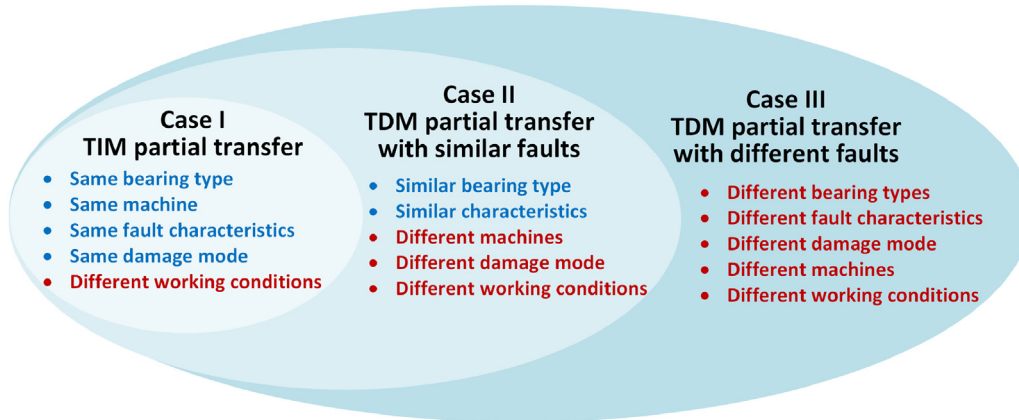 Case I
TIM partial transfer
• Same bearing type
• Same machine
• Same fault characteristics
• Same damage mode
• Different working conditions
Case II
TDM partial transfer
with similar faults
• Similar bearing type
• Similar characteristics
• Different machines
• Different damage mode
• Different working conditions
Case III
TDM partial transfer
with different faults
• Different bearing types
• Different fault characteristics
• Different damage mode
• Different machines
• Different working conditions